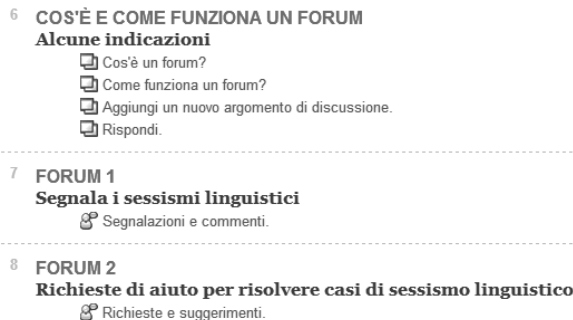 6 COS'È E COME FUNZIONA UN FORUM
Alcune indicazioni
Cos'è un forum?
Come funziona un forum?
Aggiungi un nuovo argomento di discussione.
Rispondi.
7 FORUM 1
Segnala i sessismi linguistici
Segnalazioni e commenti.
8 FORUM 2
Richieste di aiuto per risolvere casi di sessismo linguistico
Richieste e suggerimenti.